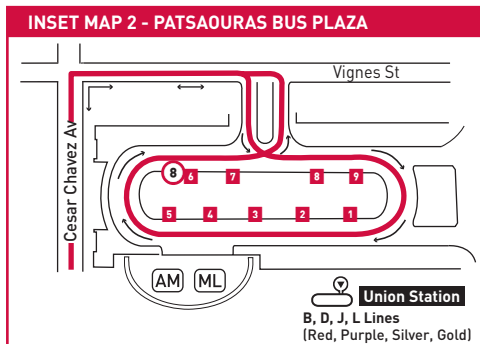 INSET MAP 2 - PATSAOURAS BUS PLAZA
Vignes St
Cesar Chavez Av
8 6 7 8 9
5 4 3 2 1
AM ML
Union Station
B, D, J, L Lines
(Red, Purple, Silver, Gold)